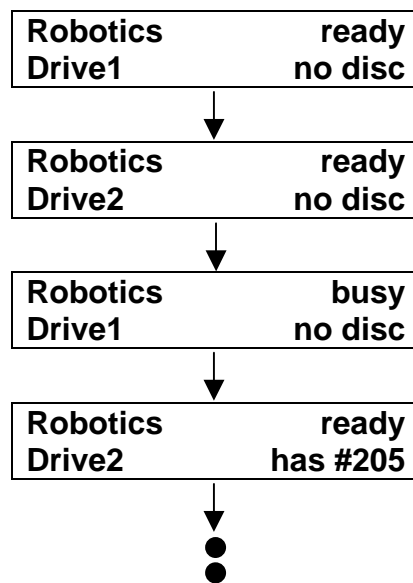 Robotics ready
Drive1 no disc
Robotics ready
Drive2 no disc
Robotics busy
Drive1 no disc
Robotics ready
Drive2 has #205